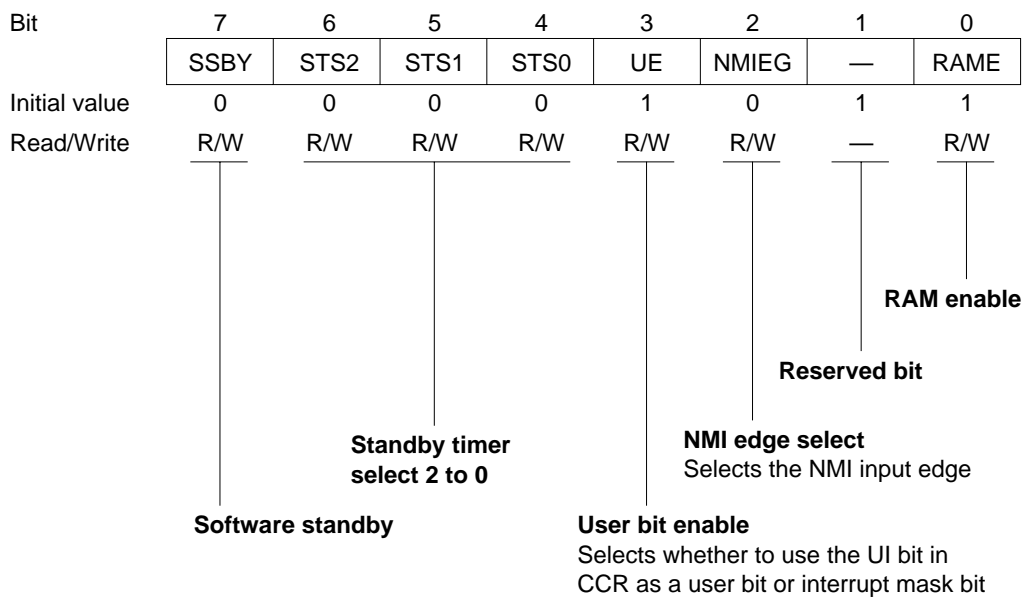 Bit 7 6 5 4 3 2 1 0
SSBY STS2 STS1 STS0 UE NMIEG — RAME
Initial value 0 0 0 0 1 0 1 1
Read/Write R/W R/W R/W R/W R/W R/W — R/W
RAM enable
Reserved bit
Standby timer
select 2 to 0
NMI edge select
Selects the NMI input edge
Software standby
User bit enable
Selects whether to use the UI bit in
CCR as a user bit or interrupt mask bit